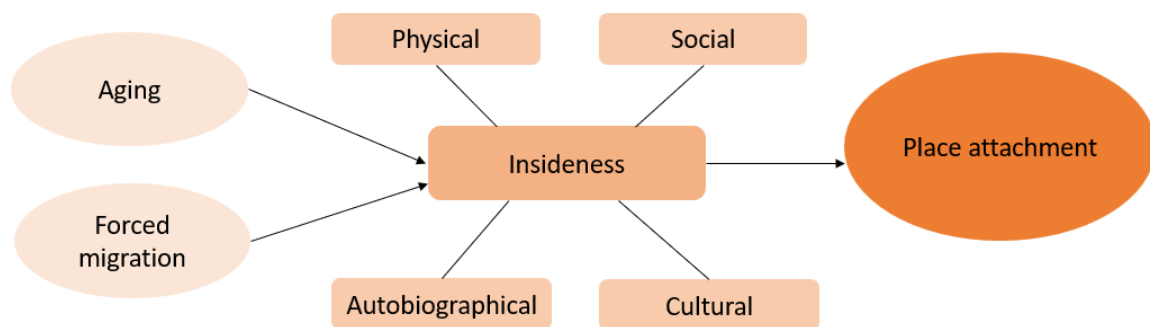 Physical
Social
Aging
Insideness
Place attachment
Forced
migration
Autobiographical
Cultural